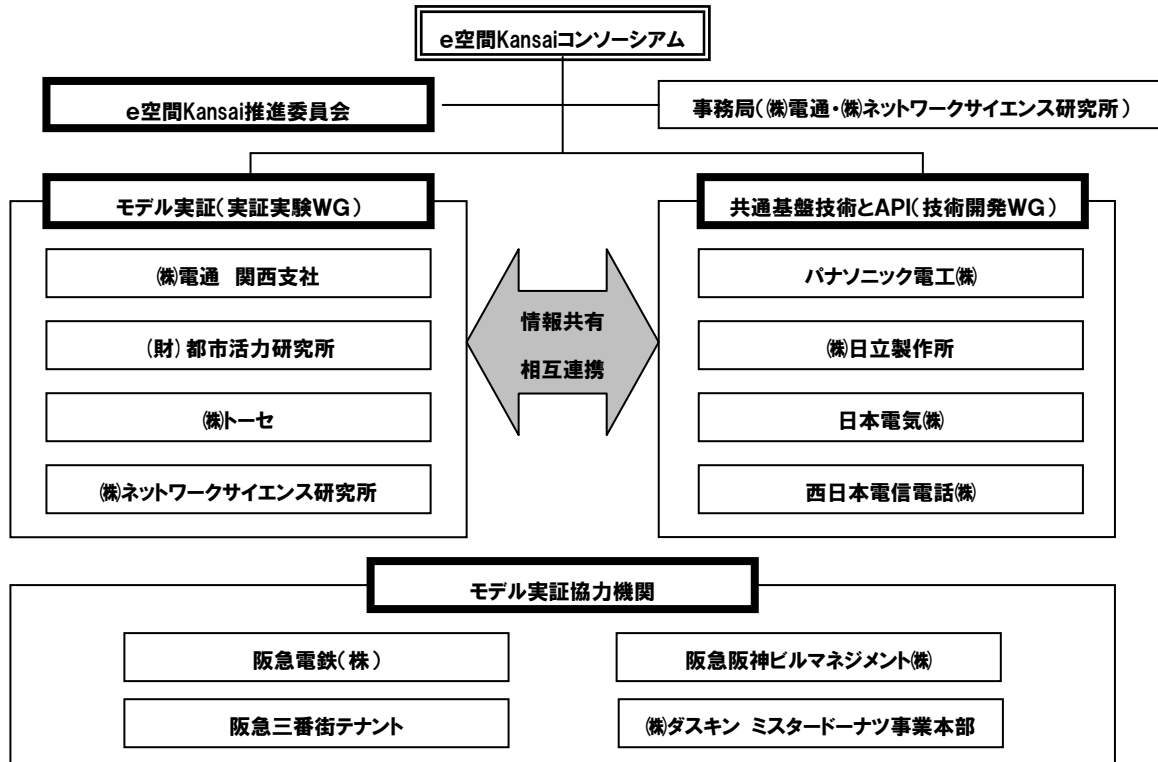 e空間Kansaiコンソーシアム
e空間Kansai推進委員会
事務局(㈱電通・㈱ネットワークサイエンス研究所)
モデル実証(実証実験WG)
㈱電通 関西支社
(財)都市活力研究所
㈱トーセ
㈱ネットワークサイエンス研究所
情報共有
相互連携
共通基盤技術とAPI(技術開発WG)
パナソニック電工㈱
㈱日立製作所
日本電気㈱
西日本電信電話㈱
モデル実証協力機関
阪急電鉄(株)
阪急阪神ビルマネジメント㈱
阪急三番街テナント
㈱ダスキン ミスタードーナツ事業本部